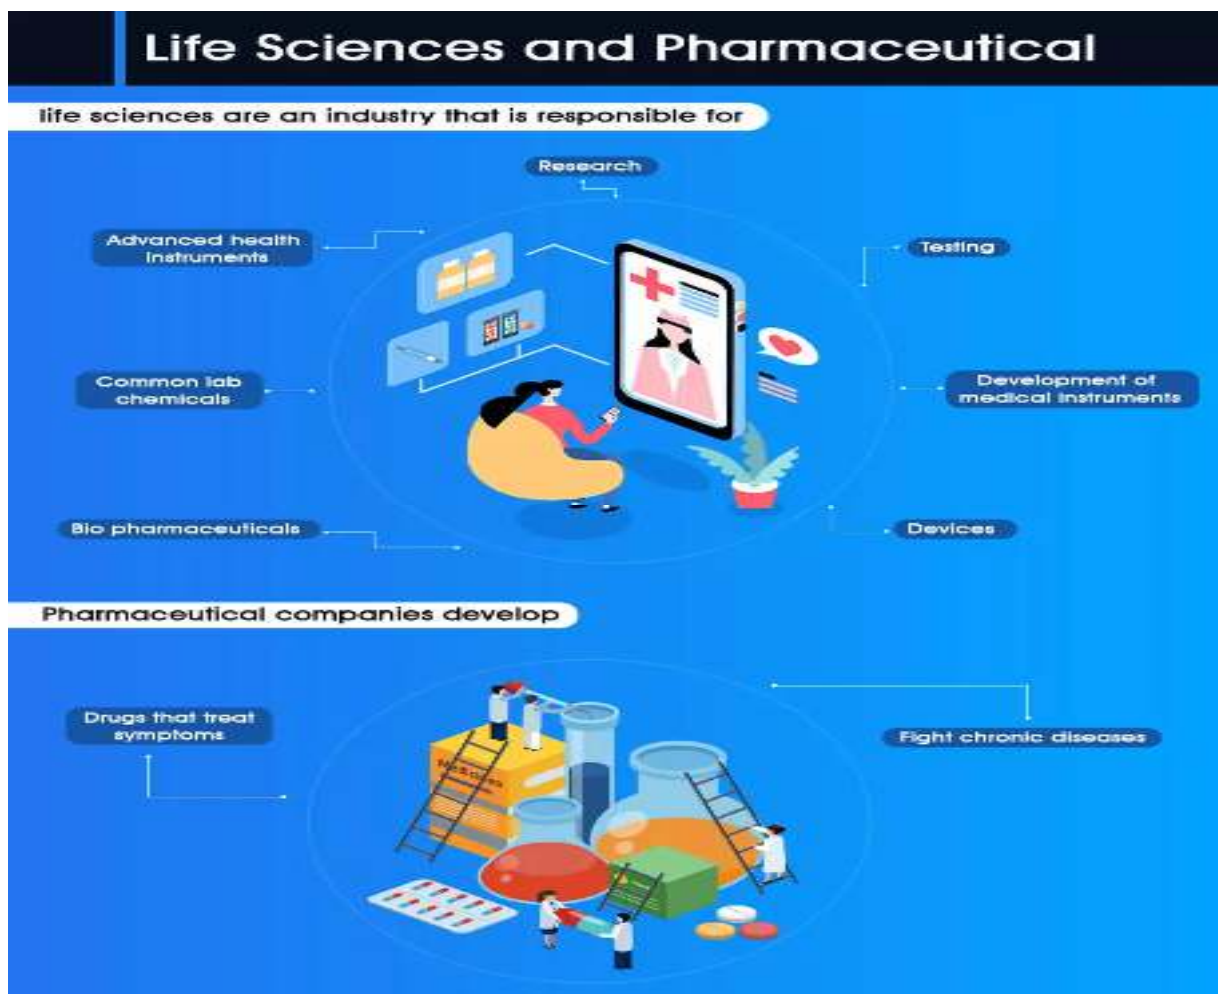 Life Sciences and Pharmaceutical
life sciences are an industry that is responsible for
Research
Advanced health
instruments
Testing
Common lab
chemicals
Development of
medical instruments
Bio pharmaceuticals
Devices
Pharmaceutical companies develop
Drugs that treat
symptoms
Fight chronic diseases